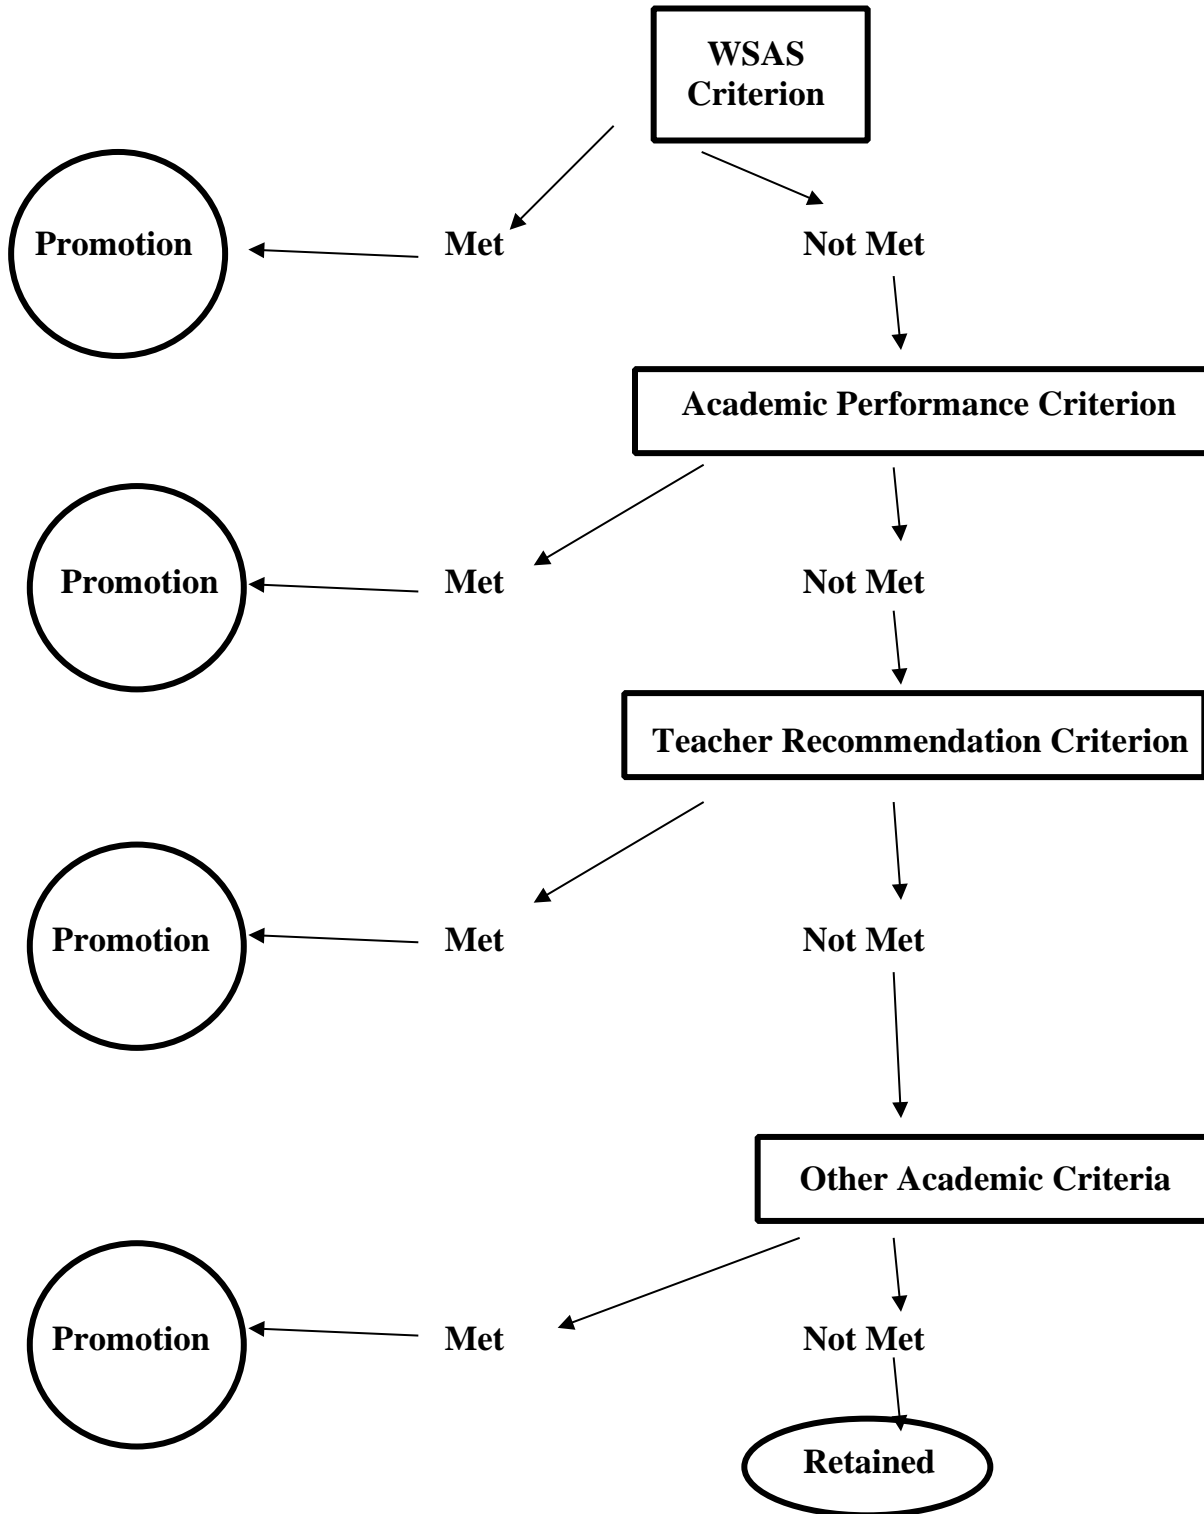 WSAS
Criterion
Promotion
Met
Not Met
Academic Performance Criterion
Promotion
Met
Not Met
Teacher Recommendation Criterion
Promotion
Met
Not Met
Other Academic Criteria
Promotion
Met
Not Met
Retained